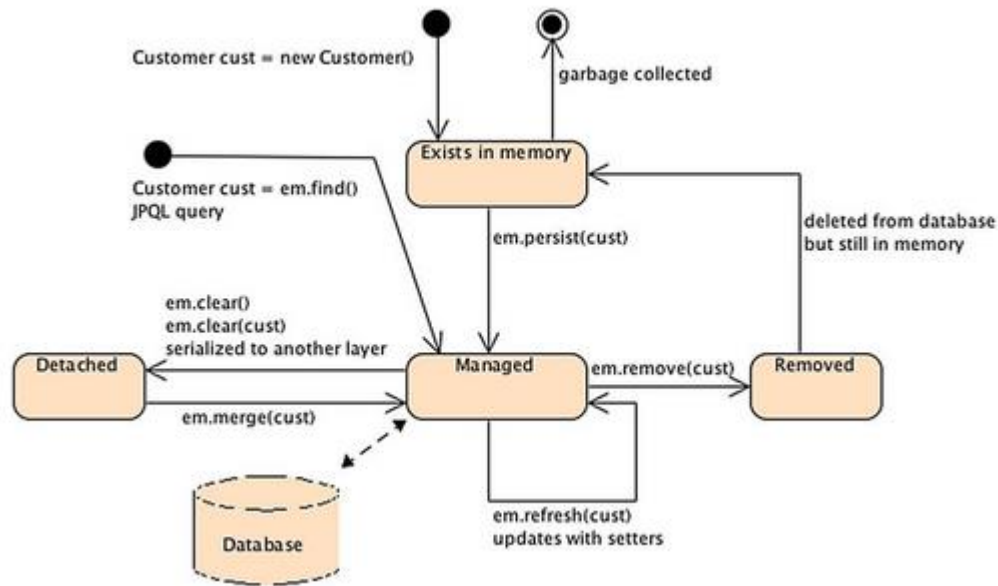 Customer cust = new Customer()
garbage collected
Exists in memory
Customer cust = em.find()
JPQL query
em.persist(cust)
deleted from database
but still in memory
em.clear()
em.clear(cust)
serialized to another layer
Detached
Managed
em.remove(cust)
Removed
em.merge(cust)
em.refresh(cust)
updates with setters
Database